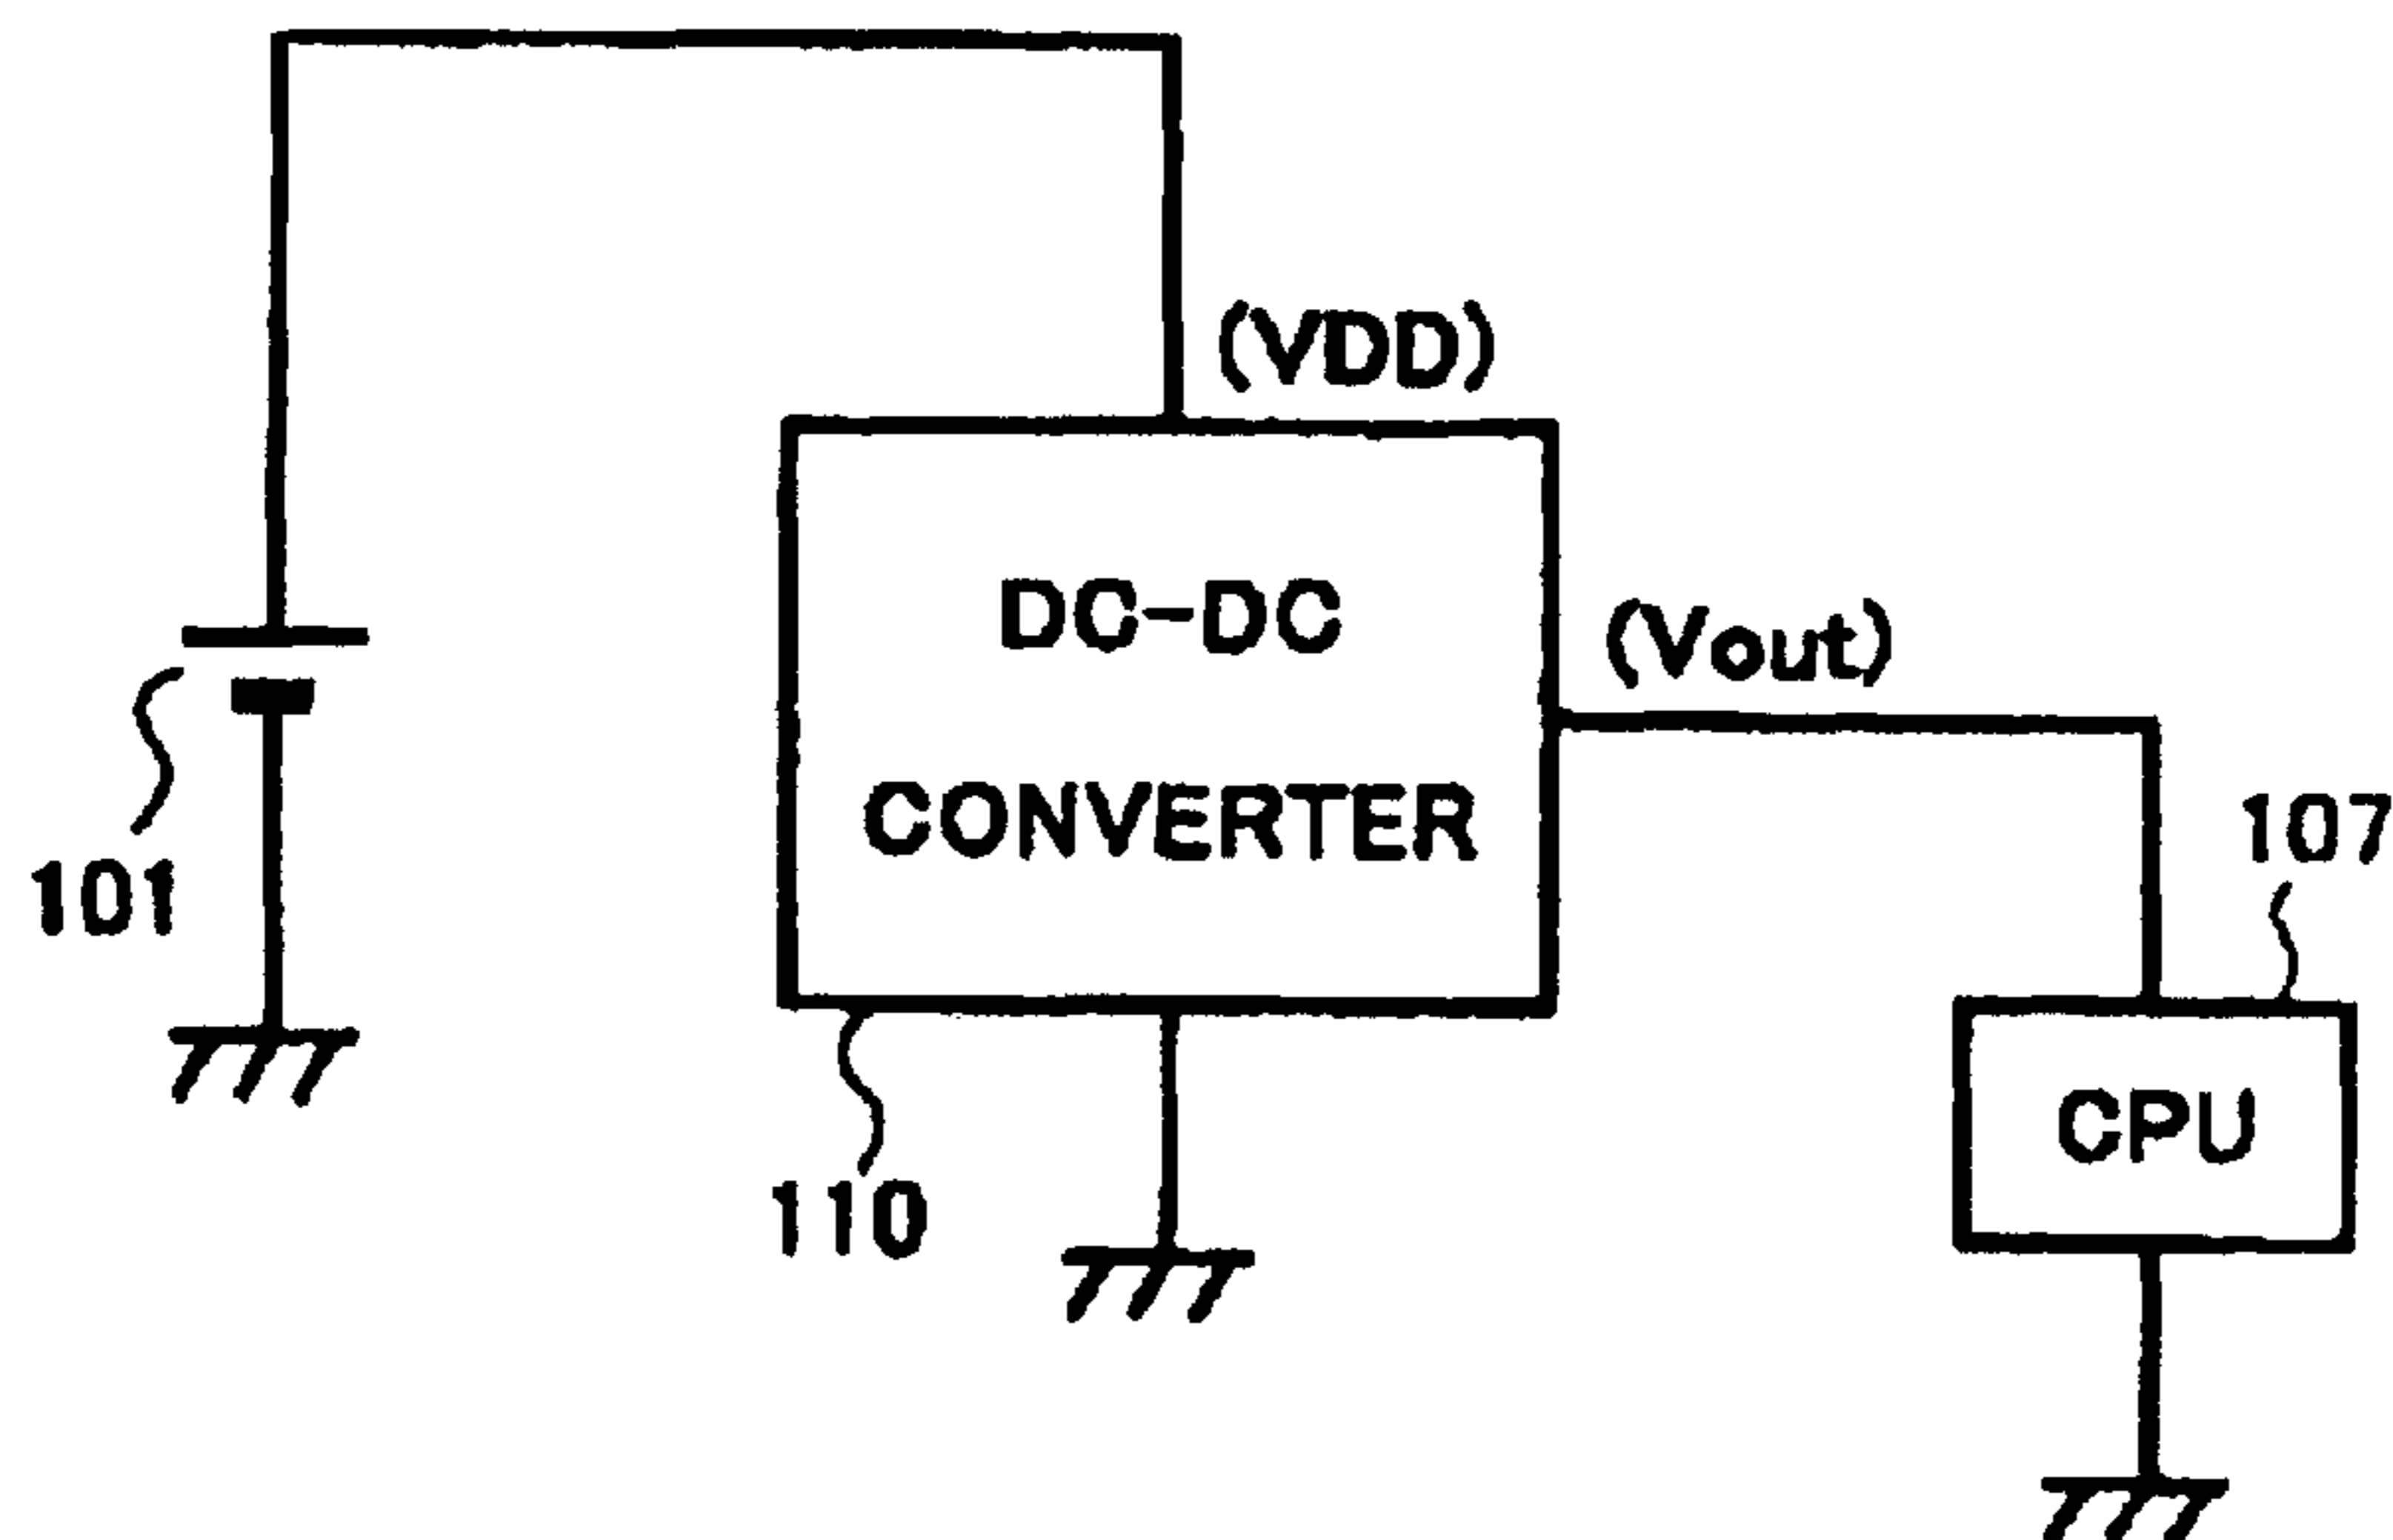 (VDD)
DC-DC
CONVERTER
(Vout)
101
107
110
CPU